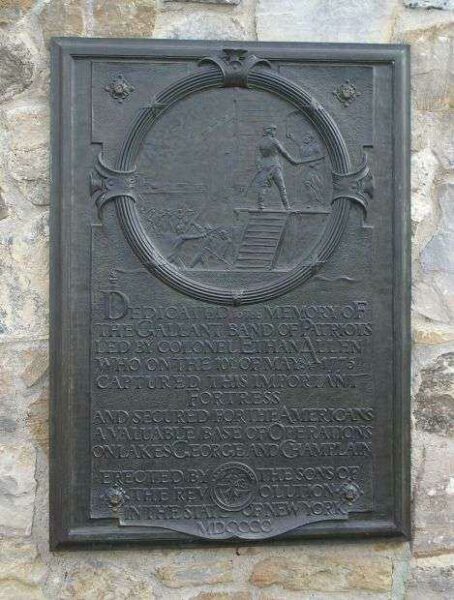 DEDICATED TO THE MEMORY OF
THE GALLANT BAND OF PATRIOTS
LED BY COLONEL ETHAN ALLEN
WHO ON THE 10TH OF MAY 1775
CAPTURED THIS IMPORTANT
FORTRESS
AND SECURED FOR THE AMERICANS
A VALUABLE BASE OF OPERATIONS
ON LAKES GEORGE AND CHAMPLAIN
ERECTED BY THE SONS OF
THE REVOLUTION
IN THE STATE OF NEW YORK
MDCCCC